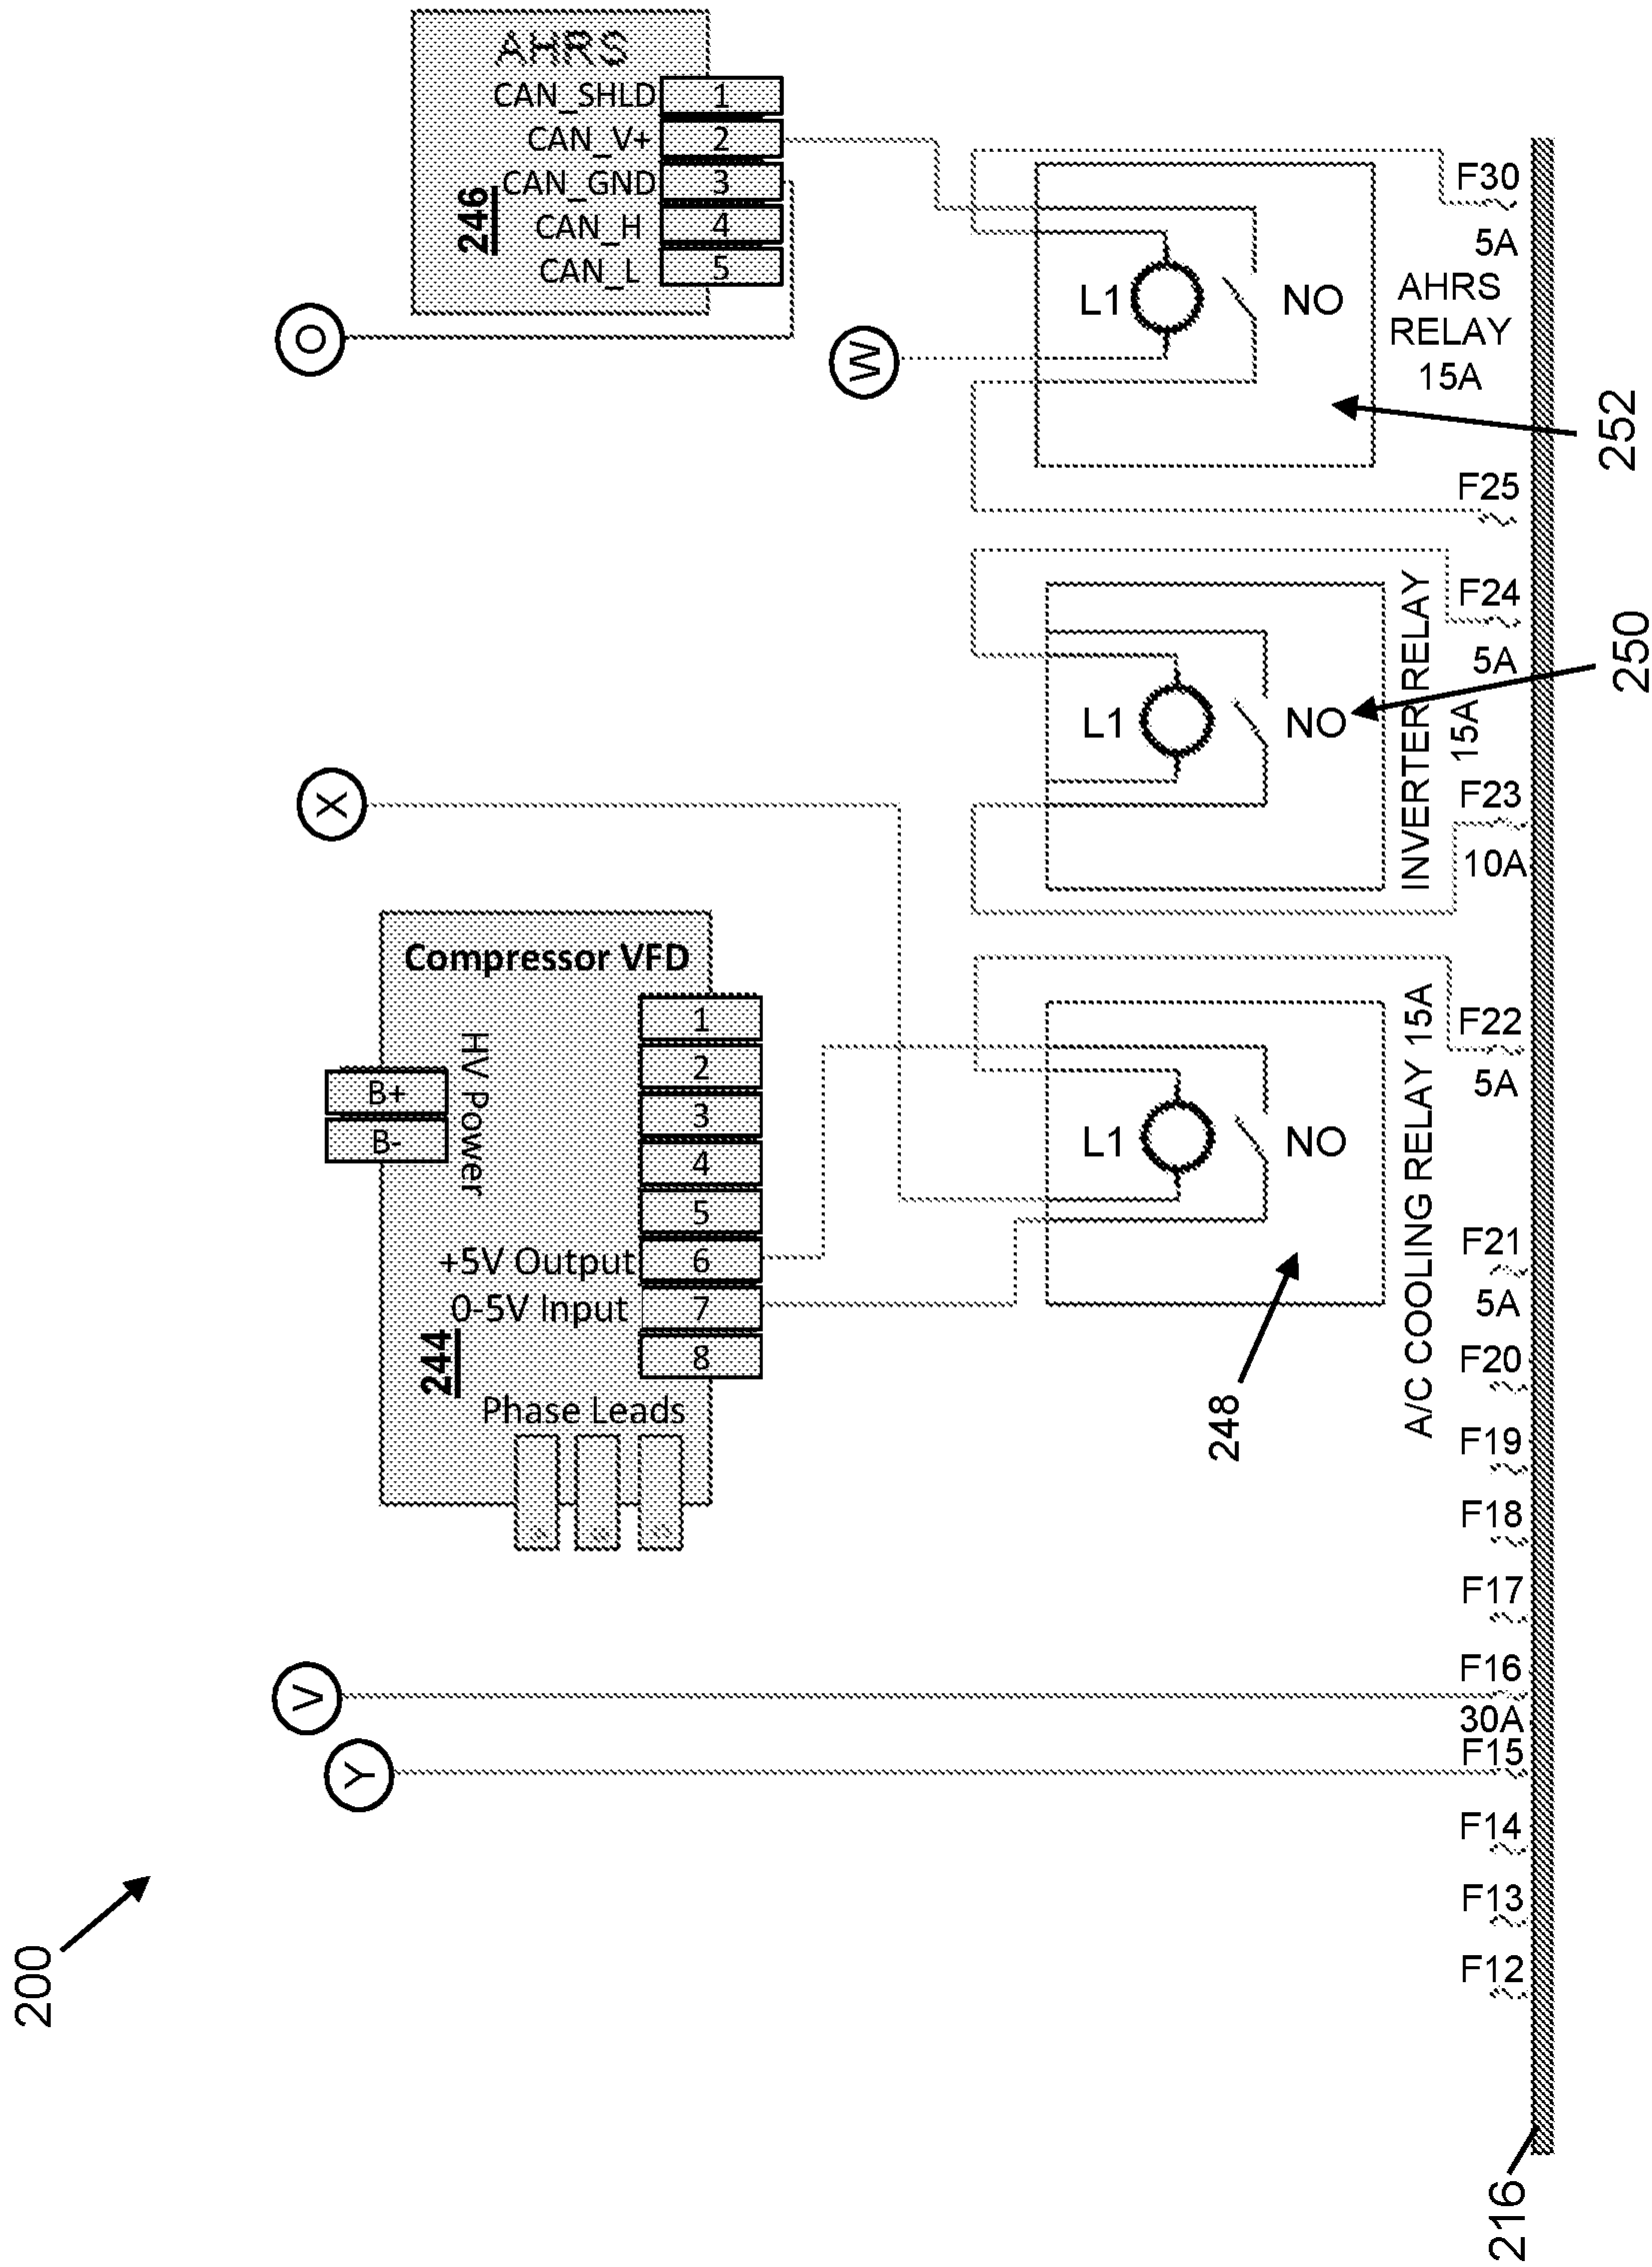 AHRS
CAN_SHLD 1
CAN_V+ 2
CAN_GND 3
CAN_H 4
CAN_L 5
246
O
W
L1
NO
F30
5A
AHRS
RELAY
15A
252
F25
X
L1
NO
F24
5A
INVERTER RELAY
15A
F23
10A
250
Compressor VFD
HV Power
B+
B-
1
2
3
4
5
+5V Output 6
0-5V Input 7
8
244
Phase Leads
L1
NO
248
A/C COOLING RELAY 15A
F22
5A
F21
5A
F20
F19
F18
F17
V
F16
30A
Y
F15
F14
F13
F12
200
216